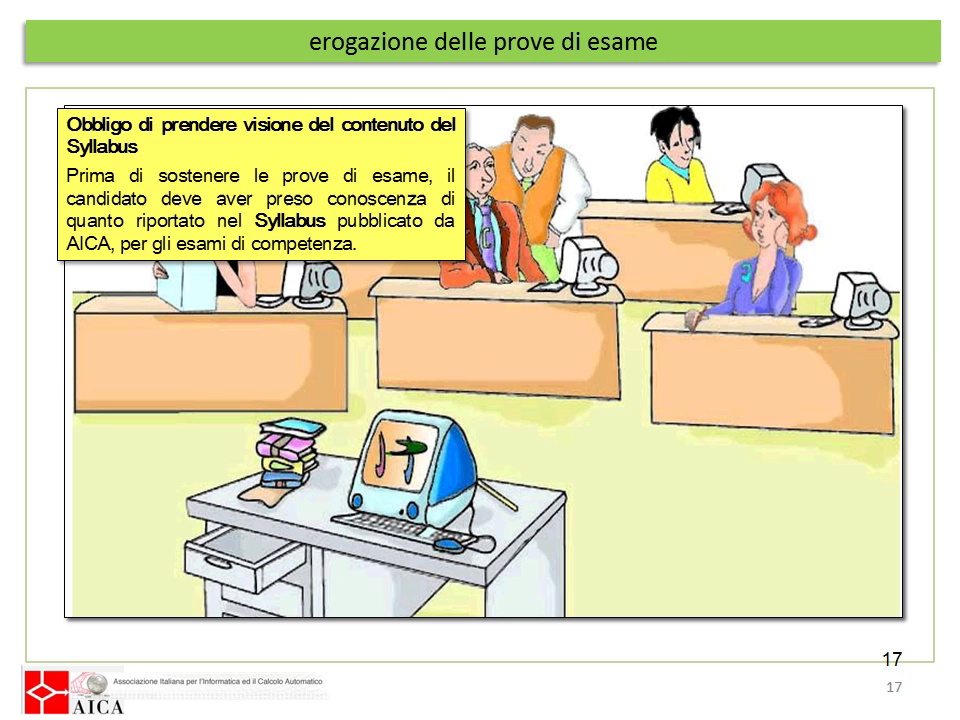 erogazione delle prove di esame
Obbligo di prendere visione del contenuto del
Syllabus
Prima di sostenere le prove di esame, il
candidato deve aver preso conoscenza di
quanto riportato nel Syllabus pubblicato da
AICA, per gli esami di competenza.
17
Associazione Italiana per l'Informatica ed il Calcolo Automatico
17
AICA